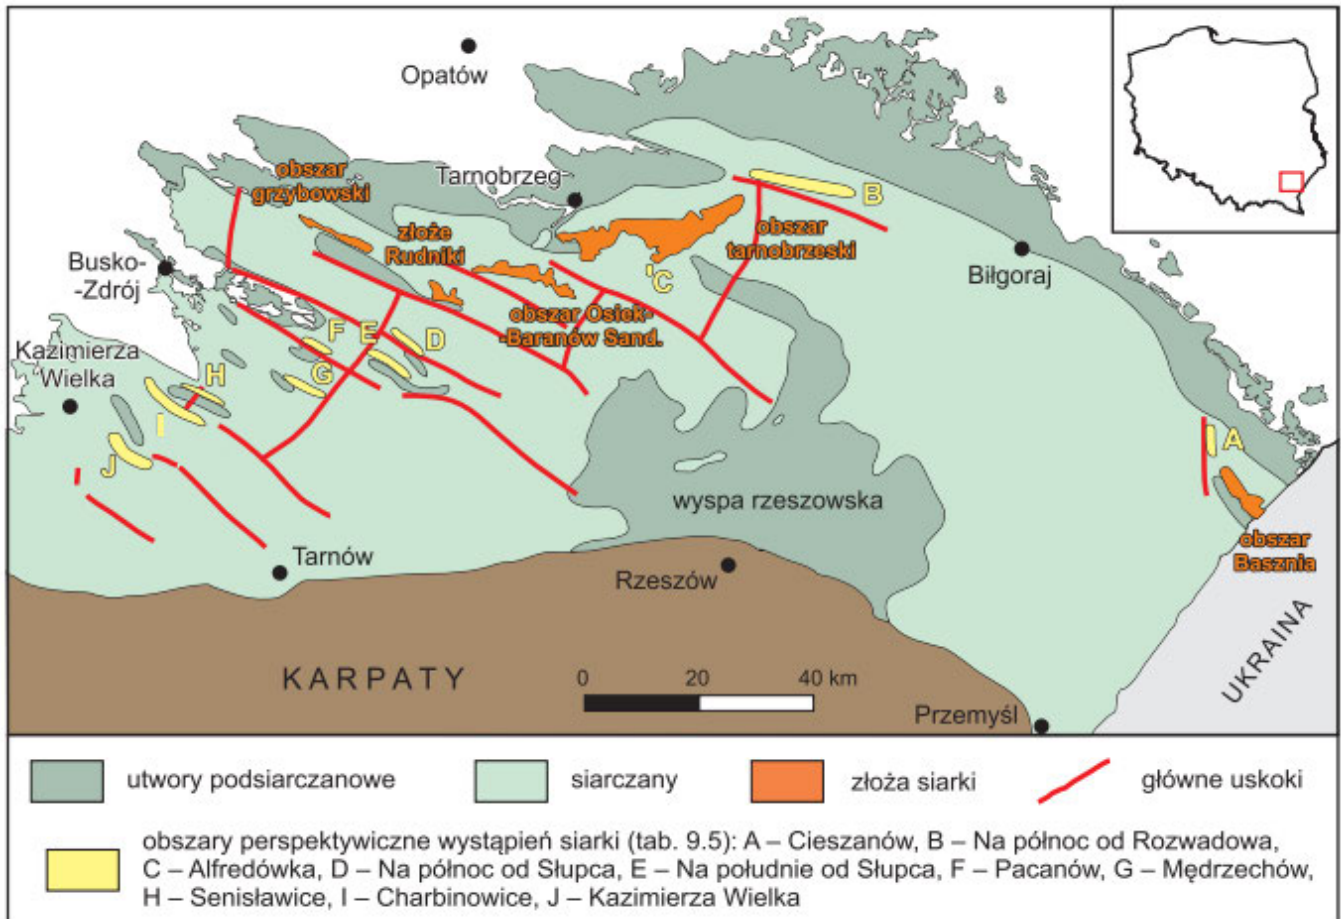 Opatów
obszar
grzybowski
Tarnobrzeg
B
złoże
Rudniki
obszar
tarnobrzeski
Busko-
-Zdrój
'C
Biłgoraj
obszar Osiek-
-Baranów Sand.
F
E
D
Kazimierza
Wielka
H
G
I
J
A
wyspa rzeszowska
obszar
Basznia
Tarnów
Rzeszów
UKRAINA
KARPATY
0 20 40 km
Przemyśl
utwory podsiarczanowe
siarczany
złoża siarki
główne uskoki
obszary perspektywiczne wystąpień siarki (tab. 9.5): A – Cieszanów, B – Na północ od Rozwadowa,
C – Alfredówka, D – Na północ od Słupca, E – Na południe od Słupca, F – Pacanów, G – Mędrzechów,
H – Senisławice, I – Charbinowice, J – Kazimierza Wielka